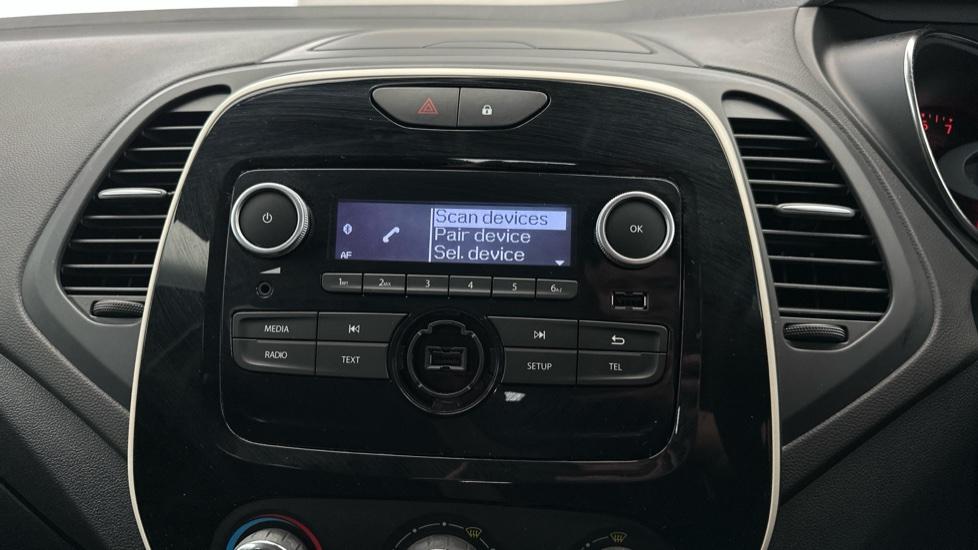 Scan devices
Pair device
Sel. device
AF
OK
1
2
3
4
5
6
MEDIA
RADIO
TEXT
SETUP
TEL
7